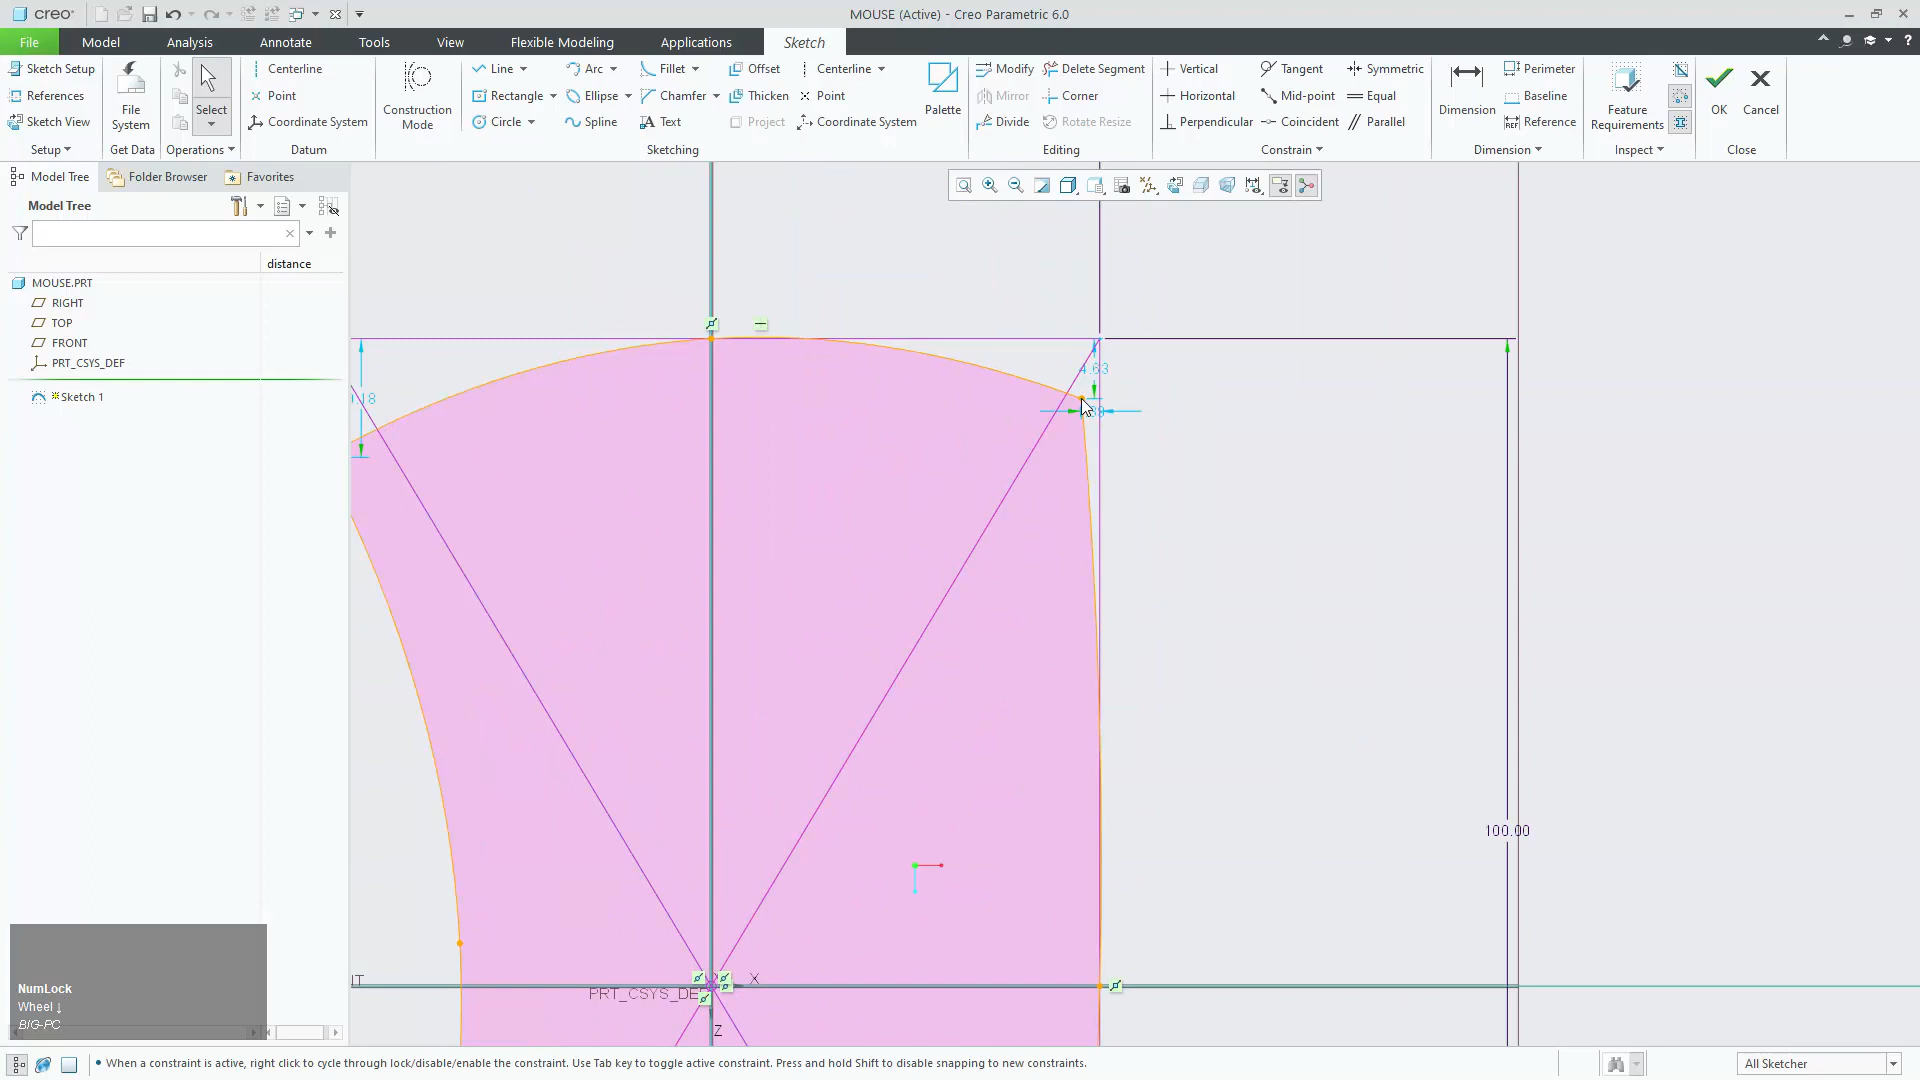 creo
MOUSE (Active) - Creo Parametric 6.0
File Model Analysis Annotate Tools View Flexible Modeling Applications Sketch
Sketch Setup
References
Sketch View
Setup
File System
Get Data
Select
Operations
Centerline
Point
Coordinate System
Datum
Construction Mode
Line Arc Fillet Offset Centerline
Rectangle Ellipse Chamfer Thicken Point
Circle Spline Text Project Coordinate System
Palette
Sketching
Modify Delete Segment
Mirror Corner
Divide Rotate Resize
Editing
Vertical Tangent Symmetric
Horizontal Mid-point Equal
Perpendicular Coincident Parallel
Constrain
Dimension
Perimeter
Baseline
REF Reference
Dimension
Feature Requirements
Inspect
OK Cancel
Close
Model Tree Folder Browser Favorites
Model Tree
distance
MOUSE.PRT
RIGHT
TOP
FRONT
PRT_CSYS_DEF
Sketch 1
4.63
.18
100.00
X
PRT_CSYS_DE
Z
NumLock
Wheel ↓
BIG-PC
• When a constraint is active, right click to cycle through lock/disable/enable the constraint. Use Tab key to toggle active constraint. Press and hold Shift to disable snapping to new constraints.
All Sketcher